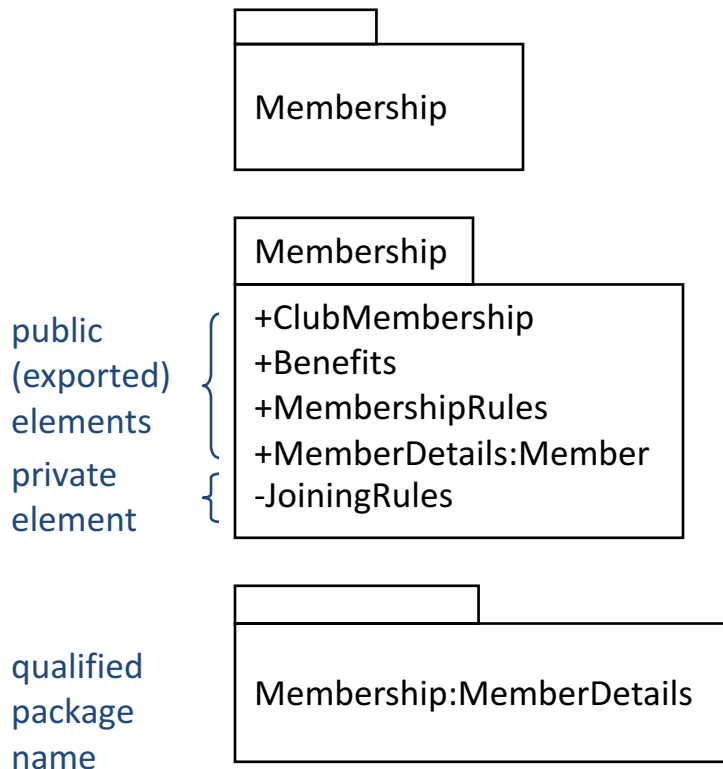 Membership
Membership
public
(exported)
elements
private
element
+ClubMembership
+Benefits
+MembershipRules
+MemberDetails:Member
-JoiningRules
qualified
package
name
Membership:MemberDetails